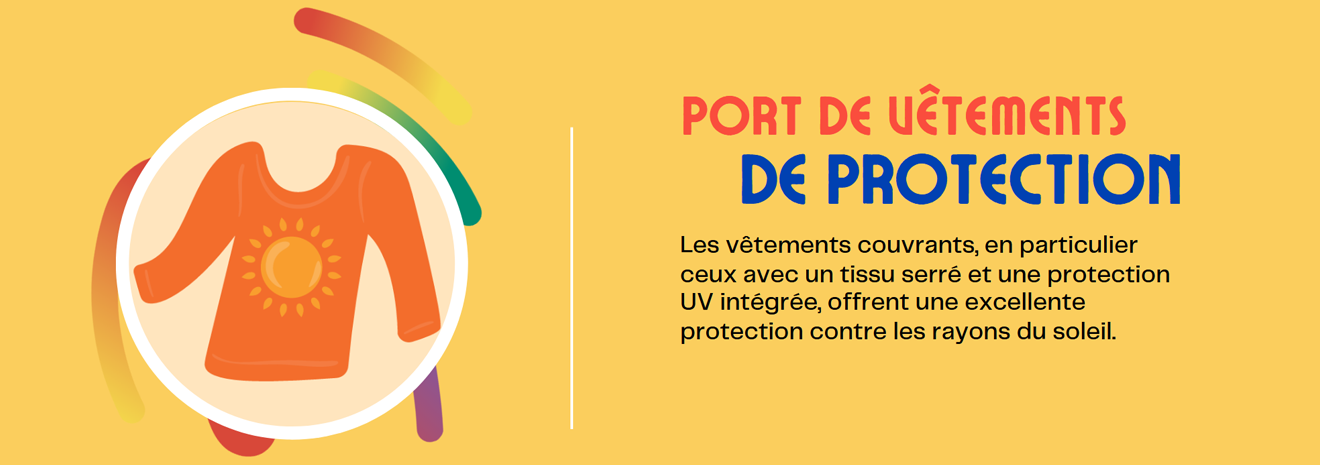 PORT DE VÊTEMENTS
DE PROTECTION
Les vêtements couvrants, en particulier
ceux avec un tissu serré et une protection
UV intégrée, offrent une excellente
protection contre les rayons du soleil.